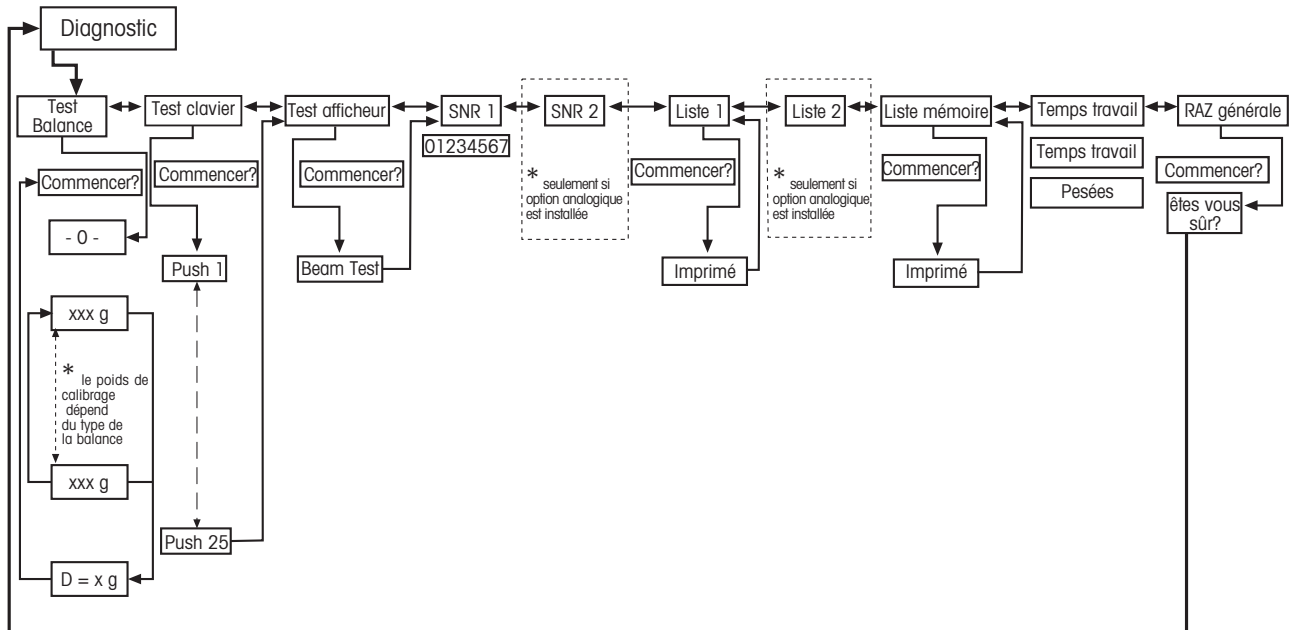 Diagnostic
Test
Balance
Test clavier
Test afficheur
SNR 1
SNR 2
Liste 1
Liste 2
Liste mémoire
Temps travail
RAZ générale
01234567
Commencer?
Commencer?
Commencer?
* seulement si
option analogique
est installée
Commencer?
* seulement si
option analogique
est installée
Commencer?
Temps travail
Pesées
Commencer?
êtes vous
sûr?
- 0 -
Push 1
Beam Test
Imprimé
Imprimé
xxx g
* le poids de
calibrage
dépend
du type de
la balance
xxx g
Push 25
D = x g